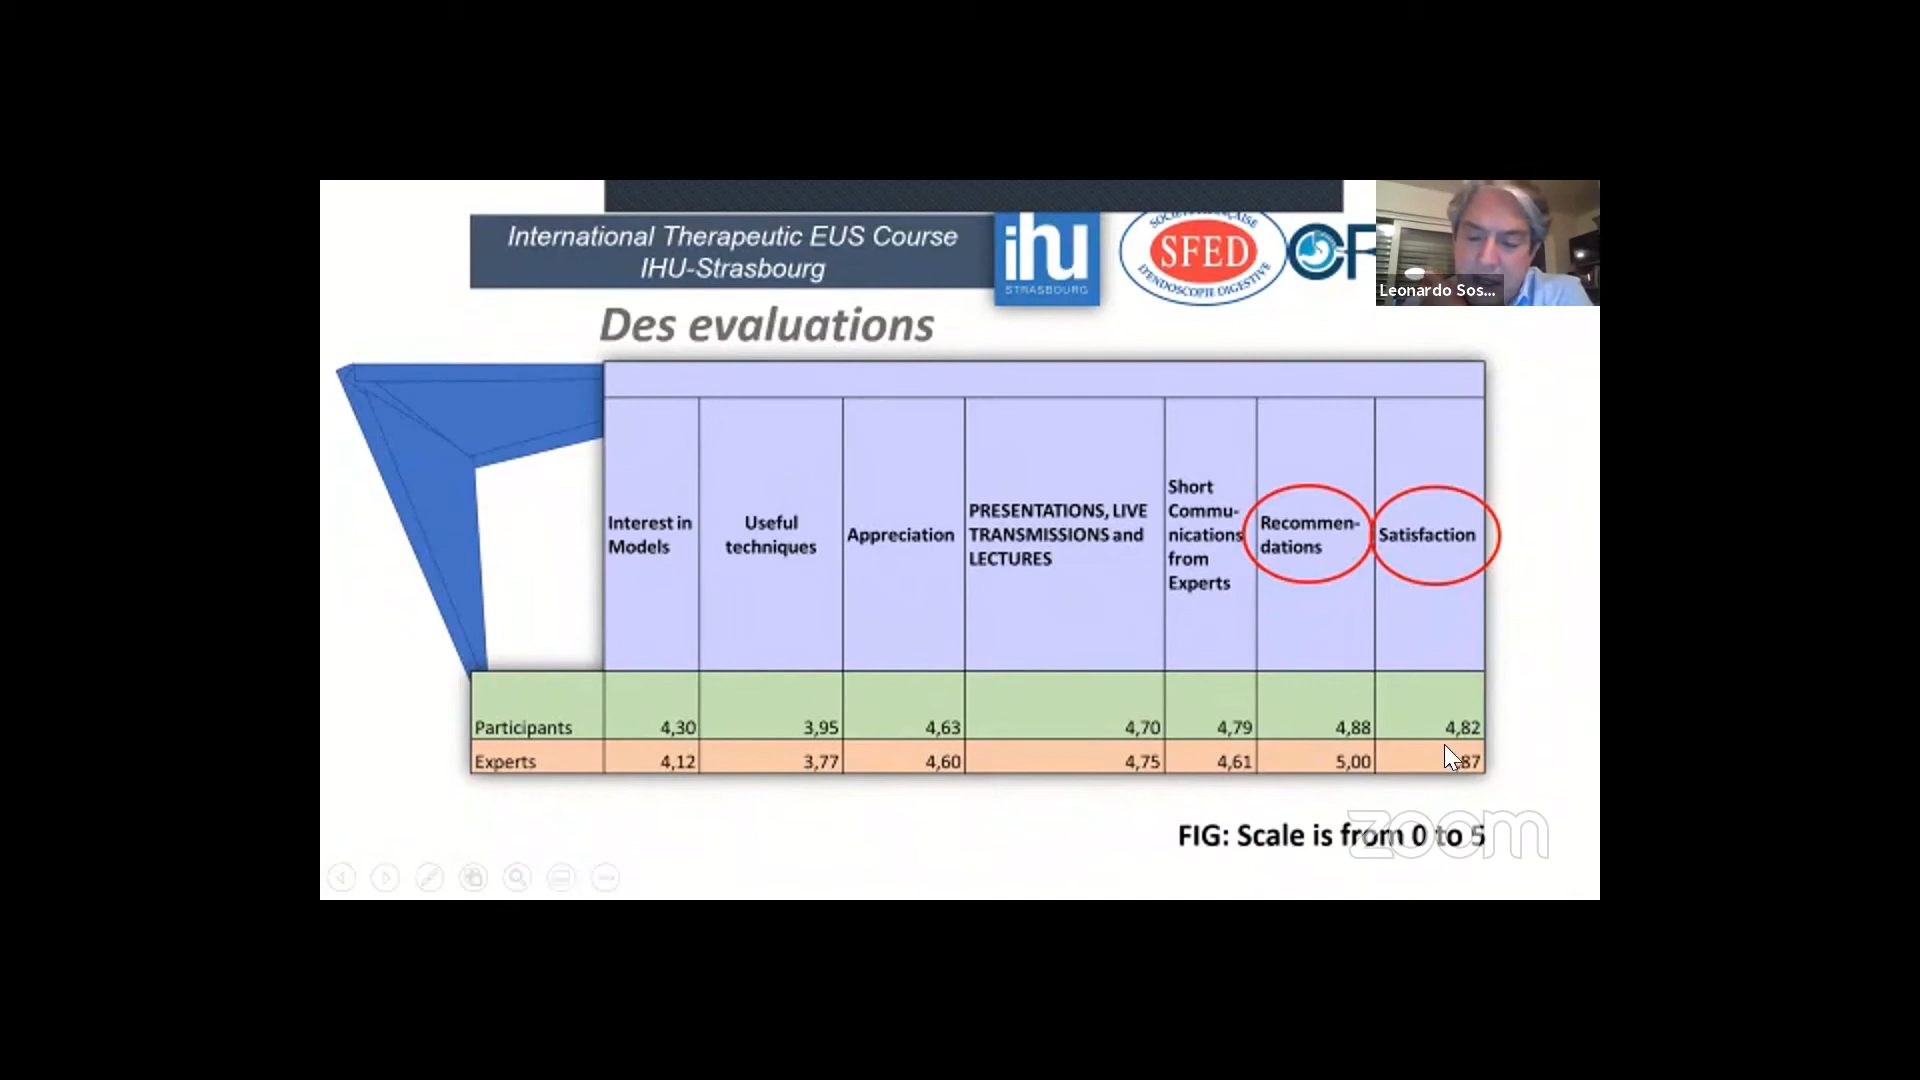 International Therapeutic EUS Course
IHU-Strasbourg
ihu
STRASBOURG
SFED
D'ENDOSCOPIE DIGESTIVE
Leonardo Sos...
Des evaluations
Interest in
Models
Useful
techniques
Appreciation
PRESENTATIONS, LIVE
TRANSMISSIONS and
LECTURES
Short
Commu-
nications
from
Experts
Recommen-
dations
Satisfaction
Participants 4,30 3,95 4,63 4,70 4,79 4,88 4,82
Experts 4,12 3,77 4,60 4,75 4,61 5,00
FIG: Scale is from 0 to 5
zoom